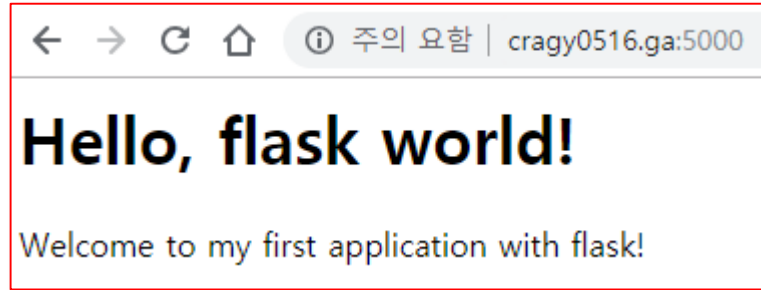 주의 요함 | cragy0516.ga:5000
Hello, flask world!
Welcome to my first application with flask!